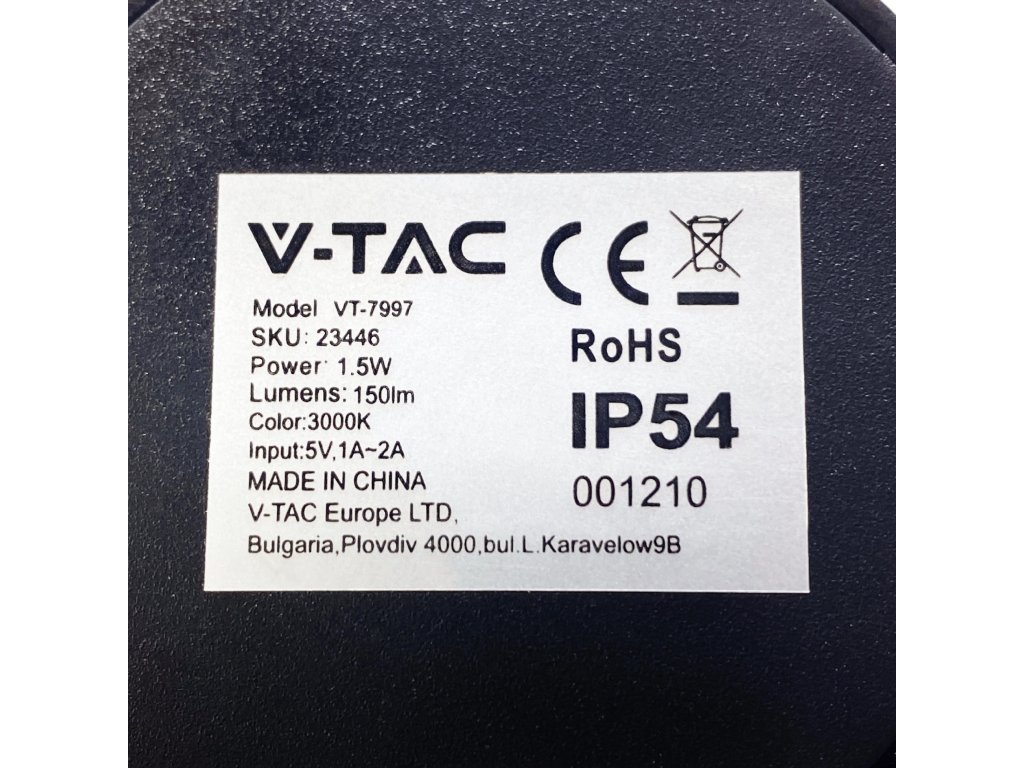 V-TAC
CE
Model VT-7997
SKU: 23446
Power: 1.5W
Lumens: 150lm
Color:3000K
Input:5V,1A~2A
MADE IN CHINA
V-TAC Europe LTD,
Bulgaria,Plovdiv 4000,bul.L.Karavelow9B
RoHS
IP54
001210